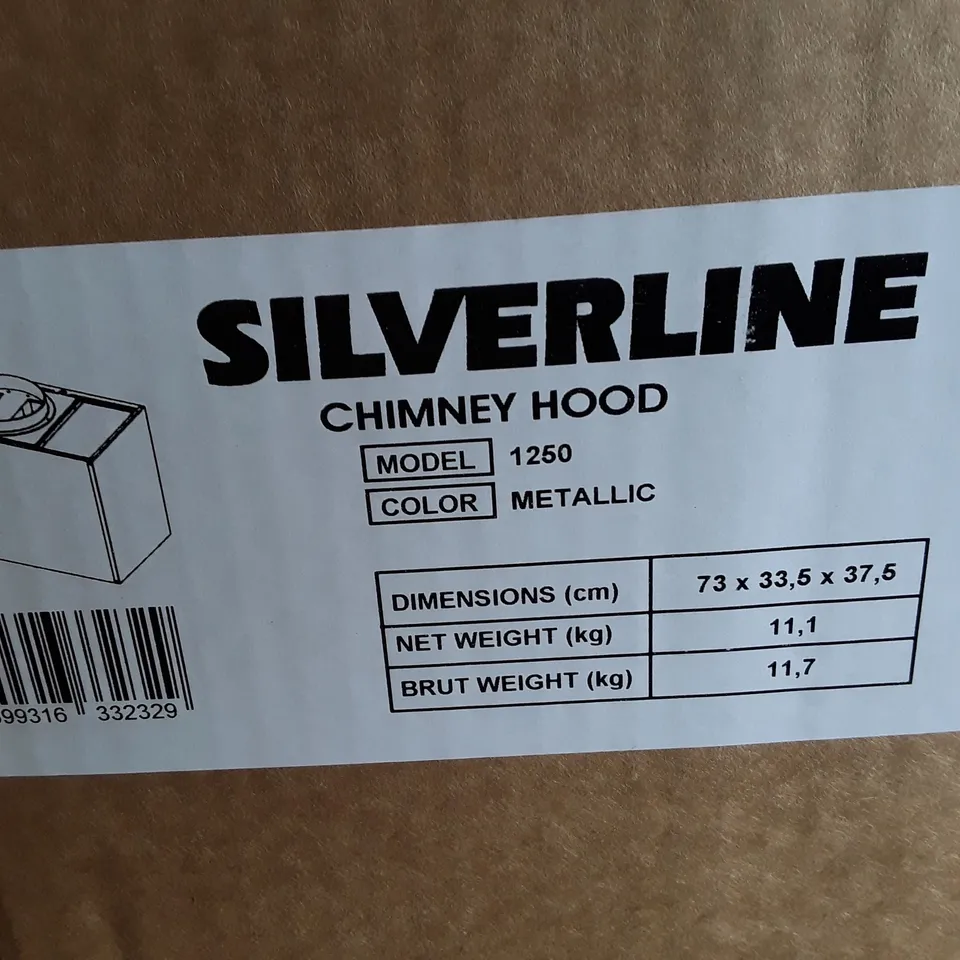 SILVERLINE
CHIMNEY HOOD
MODEL 1250
COLOR METALLIC
DIMENSIONS (cm) 73 x 33,5 x 37,5
NET WEIGHT (kg) 11,1
BRUT WEIGHT (kg) 11,7
99316 332329